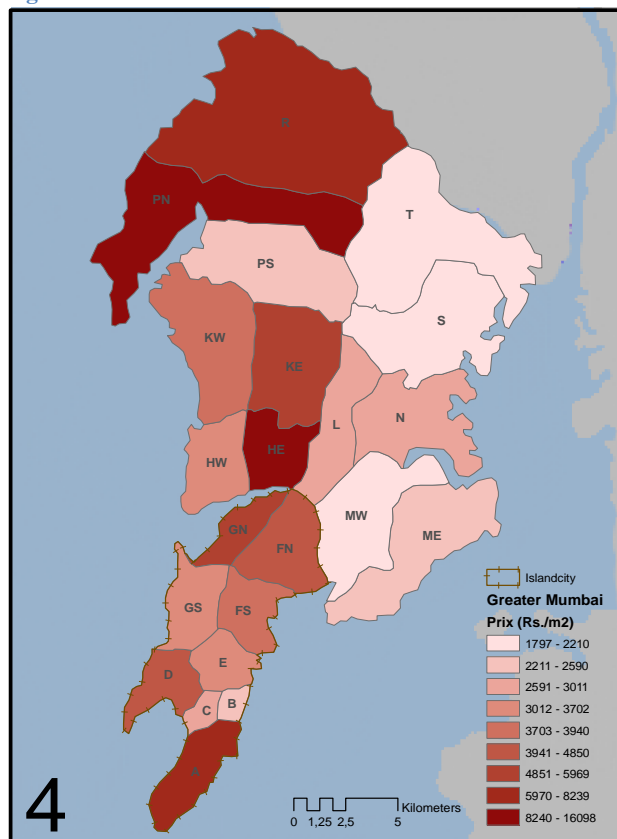 R
PN
T
PS
S
KW
KE
L
N
HE
HW
MW
ME
GN
FN
GS
FS
E
D
B
C
A
Islandcity
Greater Mumbai
Prix (Rs./m2)
1797 - 2210
2211 - 2590
2591 - 3011
3012 - 3702
3703 - 3940
3941 - 4850
4851 - 5969
5970 - 8239
8240 - 16098
4
Kilometers
0 1,25 2,5 5